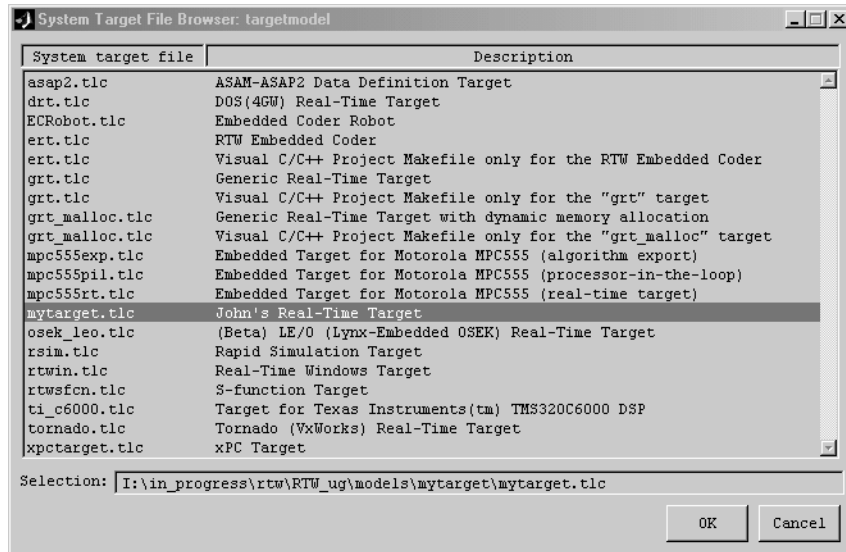 System Target File Browser: targetmodel
System target file Description
asap2.tlc ASAM-ASAP2 Data Definition Target
drt.tlc DOS(4GW) Real-Time Target
ECRobot.tlc Embedded Coder Robot
ert.tlc RTW Embedded Coder
ert.tlc Visual C/C++ Project Makefile only for the RTW Embedded Coder
grt.tlc Generic Real-Time Target
grt.tlc Visual C/C++ Project Makefile only for the "grt" target
grt_malloc.tlc Generic Real-Time Target with dynamic memory allocation
grt_malloc.tlc Visual C/C++ Project Makefile only for the "grt_malloc" target
mpc555exp.tlc Embedded Target for Motorola MPC555 (algorithm export)
mpc555pil.tlc Embedded Target for Motorola MPC555 (processor-in-the-loop)
mpc555rt.tlc Embedded Target for Motorola MPC555 (real-time target)
mytarget.tlc John's Real-Time Target
osek_leo.tlc (Beta) LE/O (Lynx-Embedded OSEK) Real-Time Target
rsim.tlc Rapid Simulation Target
rtwin.tlc Real-Time Windows Target
rtwsfcn.tlc S-function Target
ti_c6000.tlc Target for Texas Instruments(tm) TMS320C6000 DSP
tornado.tlc Tornado (VxWorks) Real-Time Target
xpctarget.tlc xPC Target
Selection: I:\in_progress\rtw\RTW_ug\models\mytarget\mytarget.tlc
OK Cancel